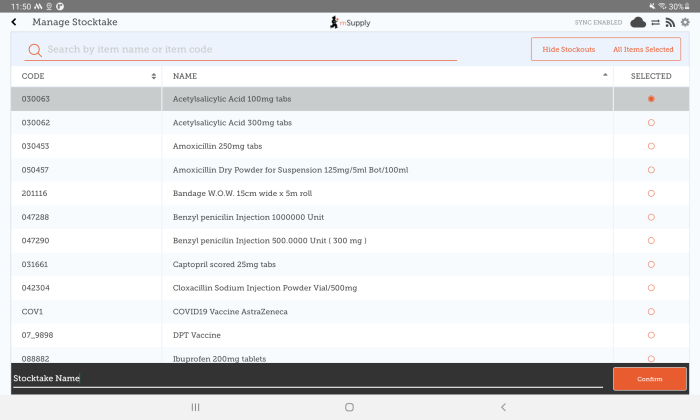 11:50
30%
Manage Stocktake
mSupply
SYNC ENABLED
Search by item name or item code
Hide Stockouts
All Items Selected
CODE NAME SELECTED
030063 Acetylsalicylic Acid 100mg tabs
030062 Acetylsalicylic Acid 300mg tabs
030453 Amoxicillin 250mg tabs
050457 Amoxicillin Dry Powder for Suspension 125mg/5ml Bot/100ml
201116 Bandage W.O.W. 15cm wide x 5m roll
047288 Benzyl penicilin Injection 1000000 Unit
047290 Benzyl penicilin Injection 500.0000 Unit ( 300 mg )
031661 Captopril scored 25mg tabs
042304 Cloxacillin Sodium Injection Powder Vial/500mg
COV1 COVID19 Vaccine AstraZeneca
07_9898 DPT Vaccine
088882 Ibuprofen 200mg tablets
Stocktake Name
Confirm